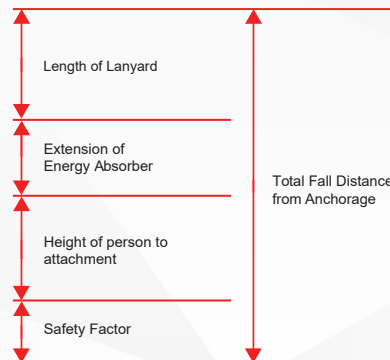 Length of Lanyard
Extension of
Energy Absorber
Total Fall Distance
from Anchorage
Height of person to
attachment
Safety Factor